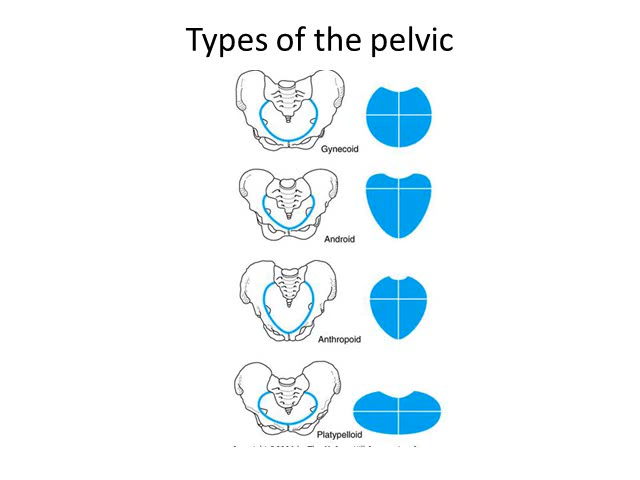 Types of the pelvic
Gynecoid
Android
Anthropoid
Platypelloid